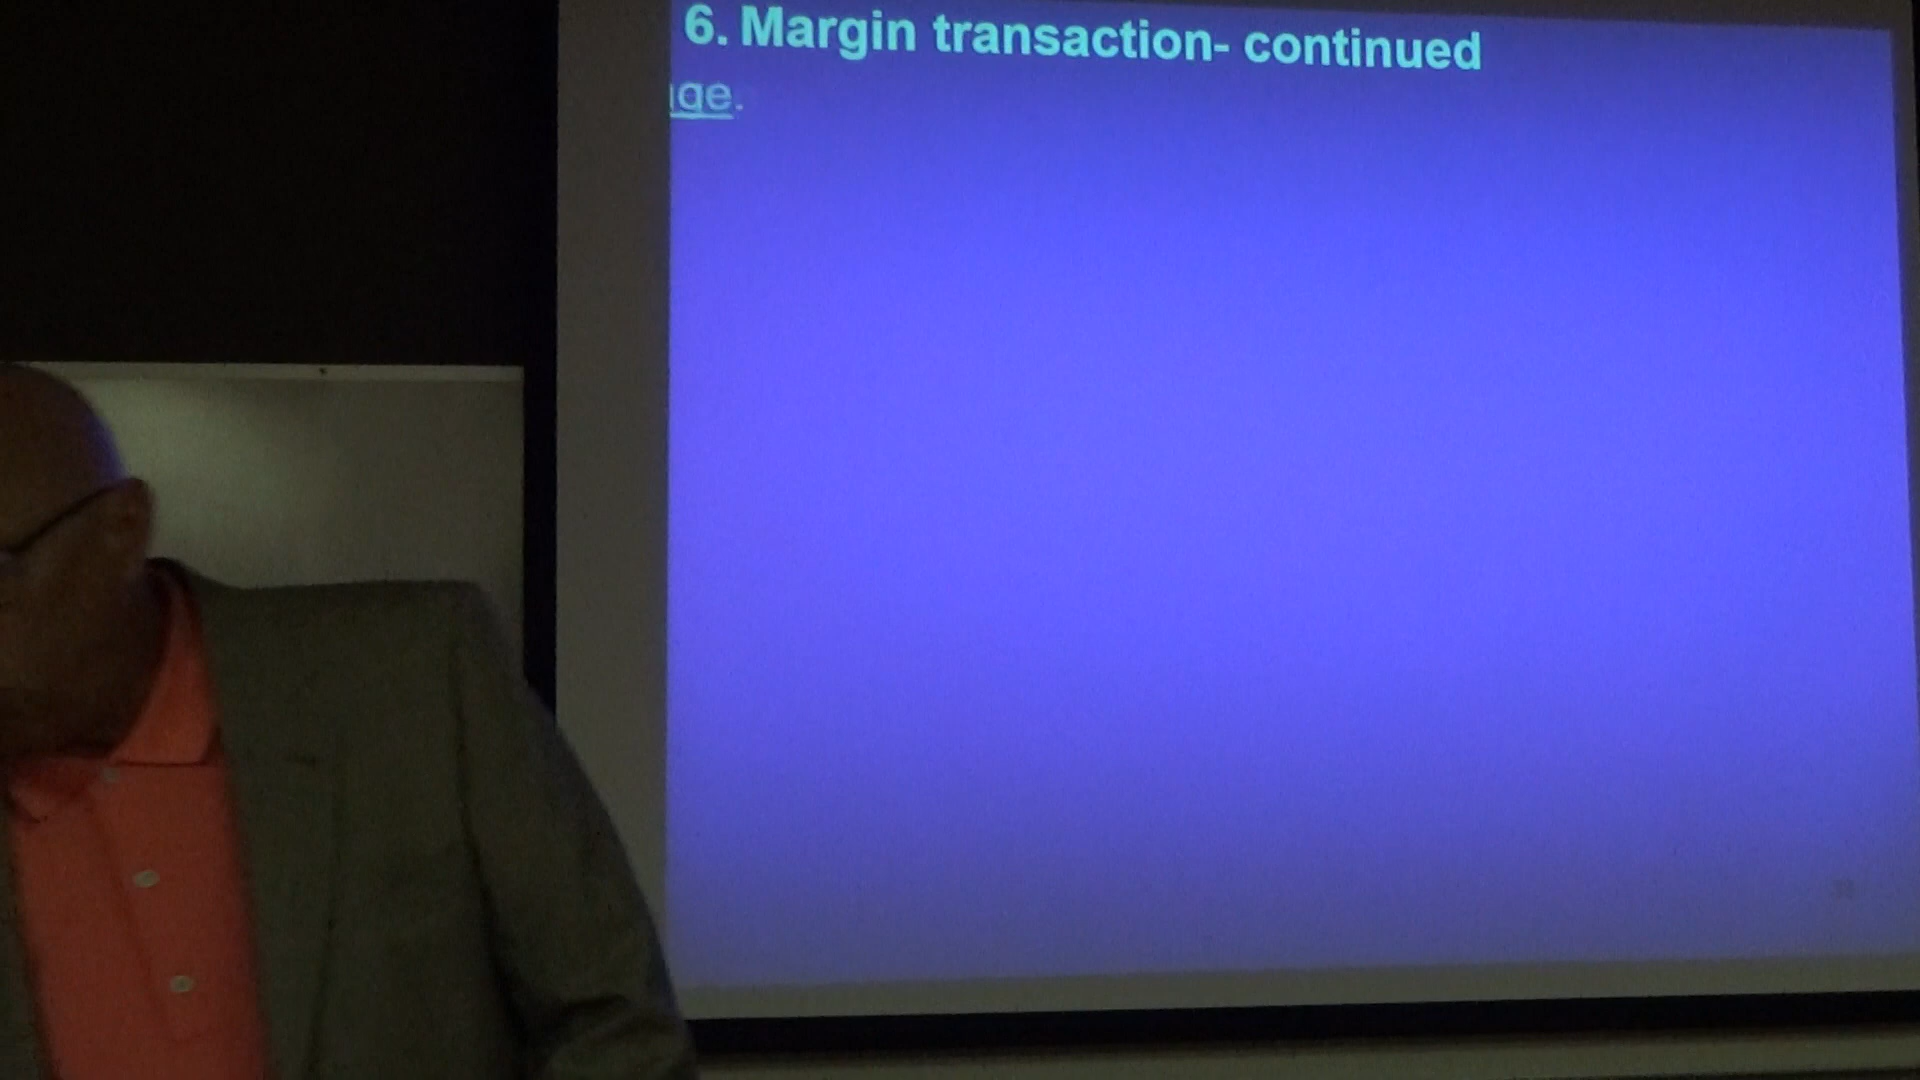 6. Margin transaction- continued
ge.